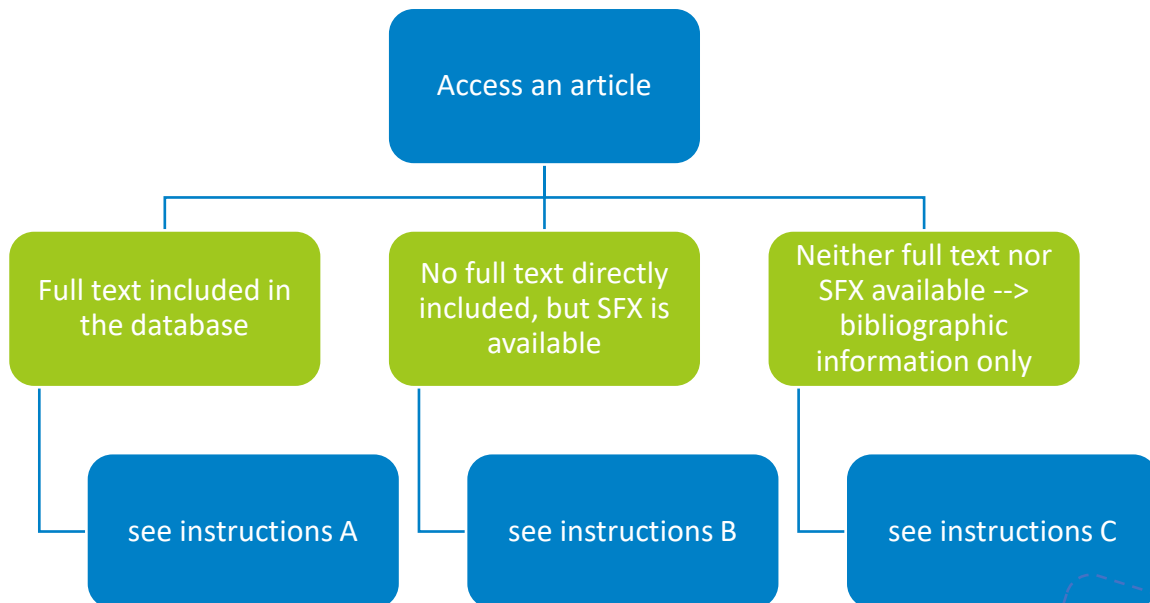 Access an article
Full text included in
the database
No full text directly
included, but SFX is
available
Neither full text nor
SFX available -->
bibliographic
information only
see instructions A
see instructions B
see instructions C